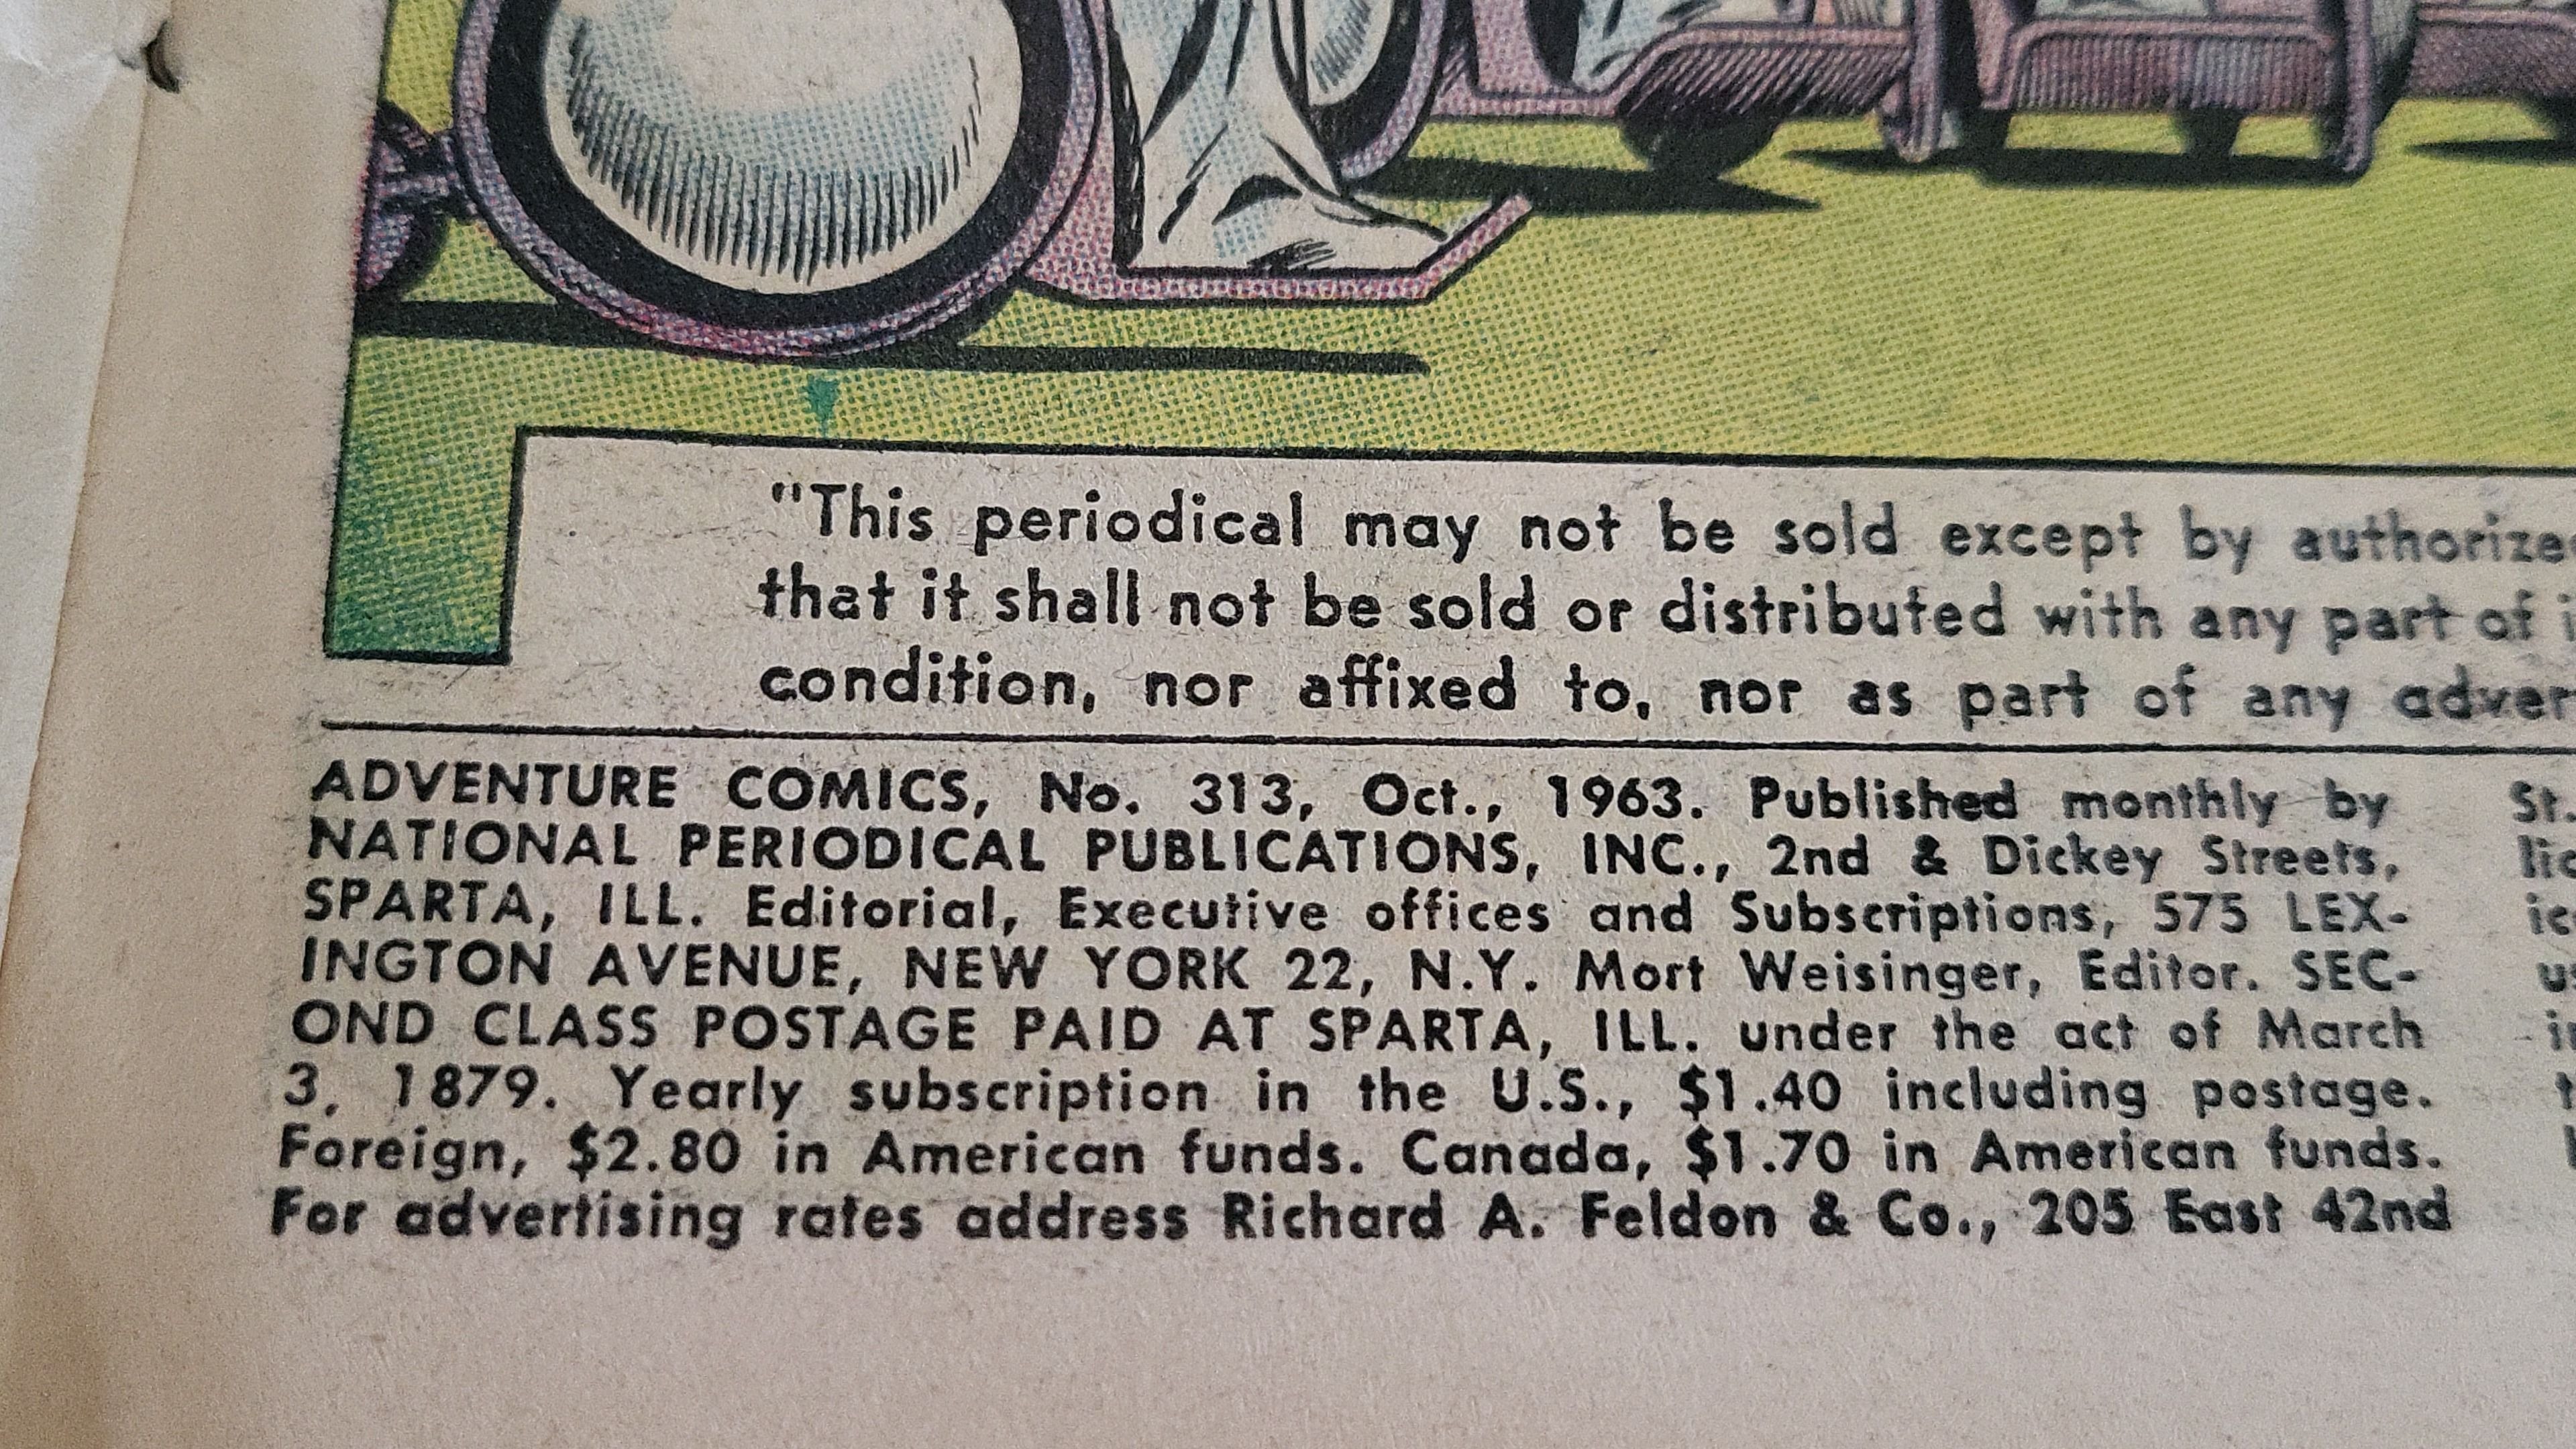 "This periodical may not be sold except by
that it shall not be sold or distributed with any part of
condition, nor affixed to, nor as part of any
ADVENTURE COMICS, No. 313, Oct., 1963. Published monthly by
NATIONAL PERIODICAL PUBLICATIONS, INC., 2nd & Dickey Streets,
SPARTA, ILL. Editorial, Executive offices and Subscriptions, 575 LEX-
INGTON AVENUE, NEW YORK 22, N.Y. Mort Weisinger, Editor. SEC-
OND CLASS POSTAGE PAID AT SPARTA, ILL. under the act of March
3, 1879. Yearly subscription in the U.S., $1.40 including postage.
Foreign, $2.80 in American funds. Canada, $1.70 in American funds.
For advertising rates address Richard A. Feldon & Co., 205 East 42nd
St.